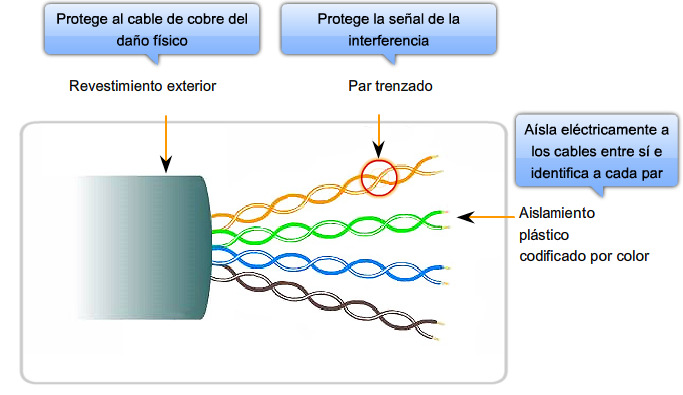 Protege al cable de cobre del
daño físico
Protege la señal de la
interferencia
Revestimiento exterior
Par trenzado
Aísla eléctricamente a
los cables entre sí e
identifica a cada par
Aislamiento
plástico
codificado por color